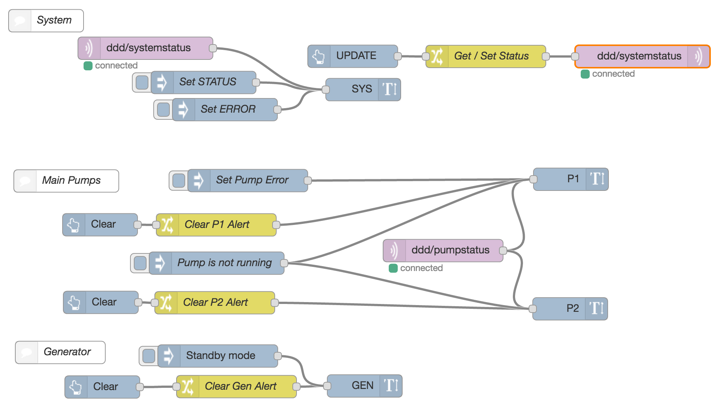 System
ddd/systemstatus
connected
UPDATE
Get / Set Status
ddd/systemstatus
connected
Set STATUS
SYS
Set ERROR
Main Pumps
Set Pump Error
P1
Clear
Clear P1 Alert
ddd/pumpstatus
connected
Pump is not running
Clear
Clear P2 Alert
P2
Generator
Standby mode
Clear
Clear Gen Alert
GEN